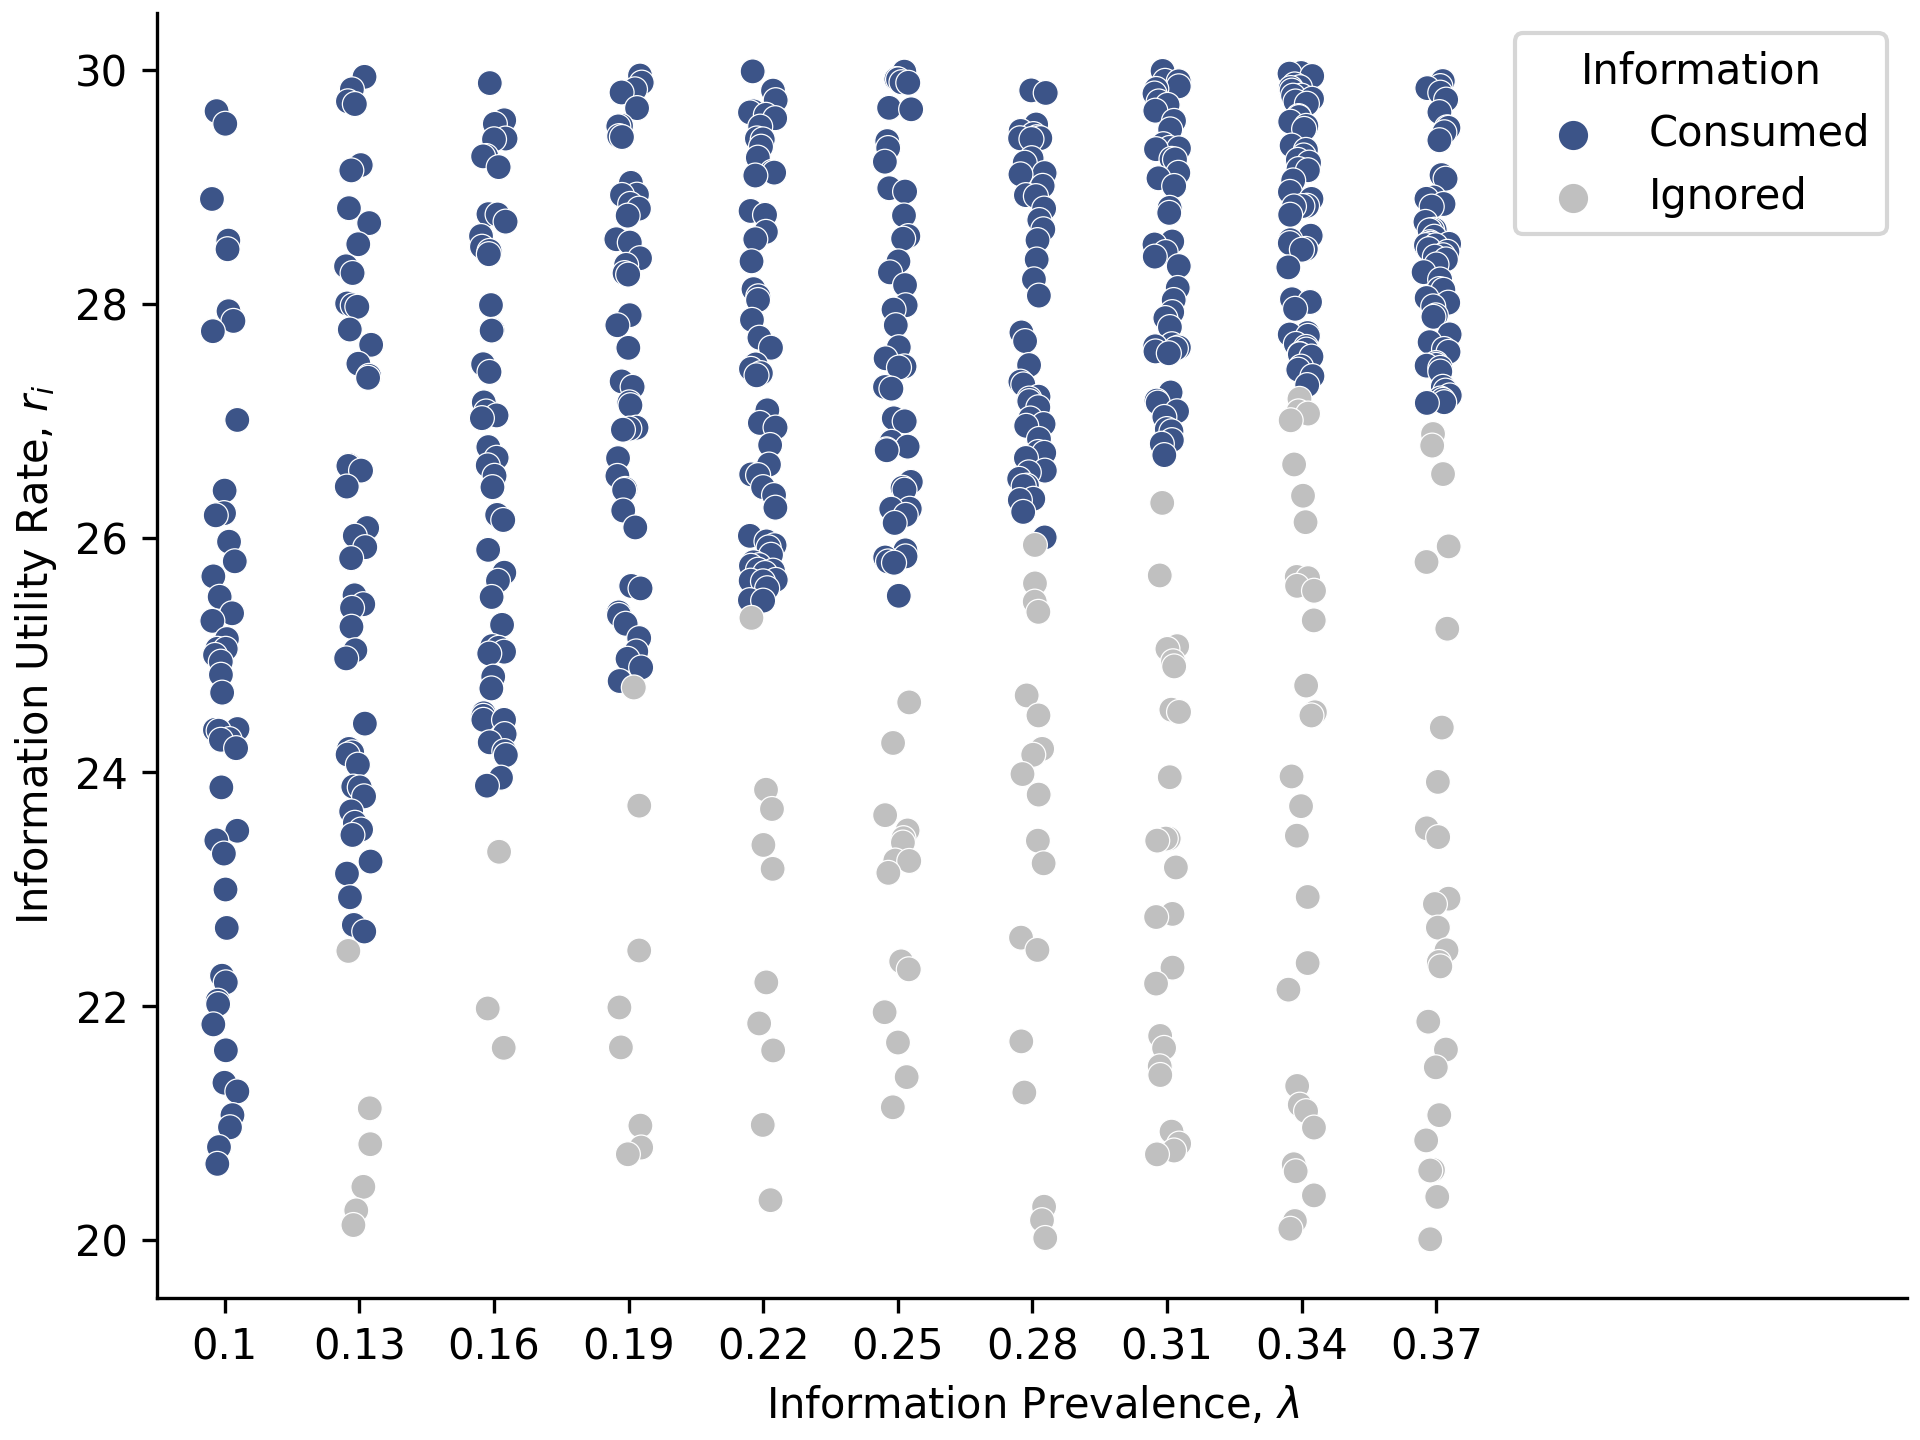 Information
Consumed
Ignored
30
28
26
24
22
20
Information Utility Rate, r_i
0.1 0.13 0.16 0.19 0.22 0.25 0.28 0.31 0.34 0.37
Information Prevalence, λ